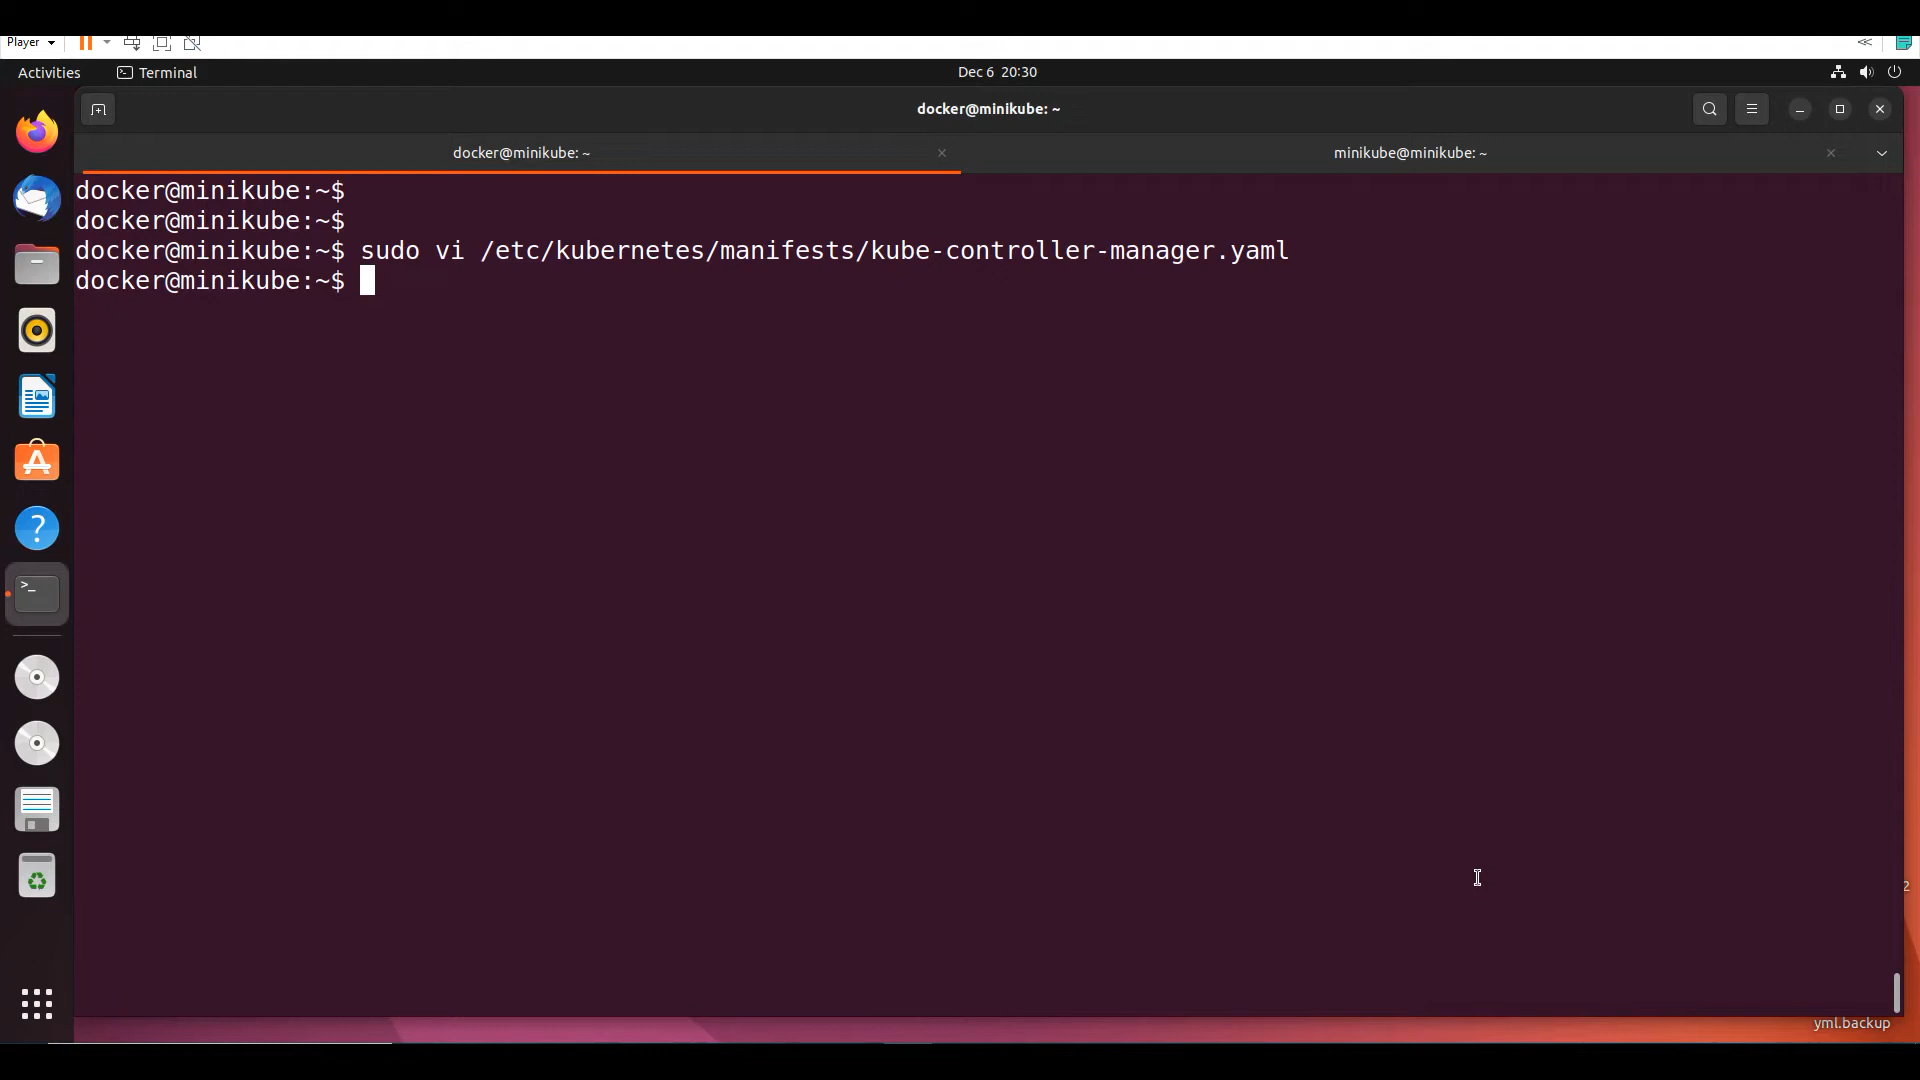 Player
Activities
Terminal
Dec 6 20:30
docker@minikube: ~
docker@minikube: ~
minikube@minikube: ~
docker@minikube:~$
docker@minikube:~$
docker@minikube:~$ sudo vi /etc/kubernetes/manifests/kube-controller-manager.yaml
docker@minikube:~$
2
yml.backup